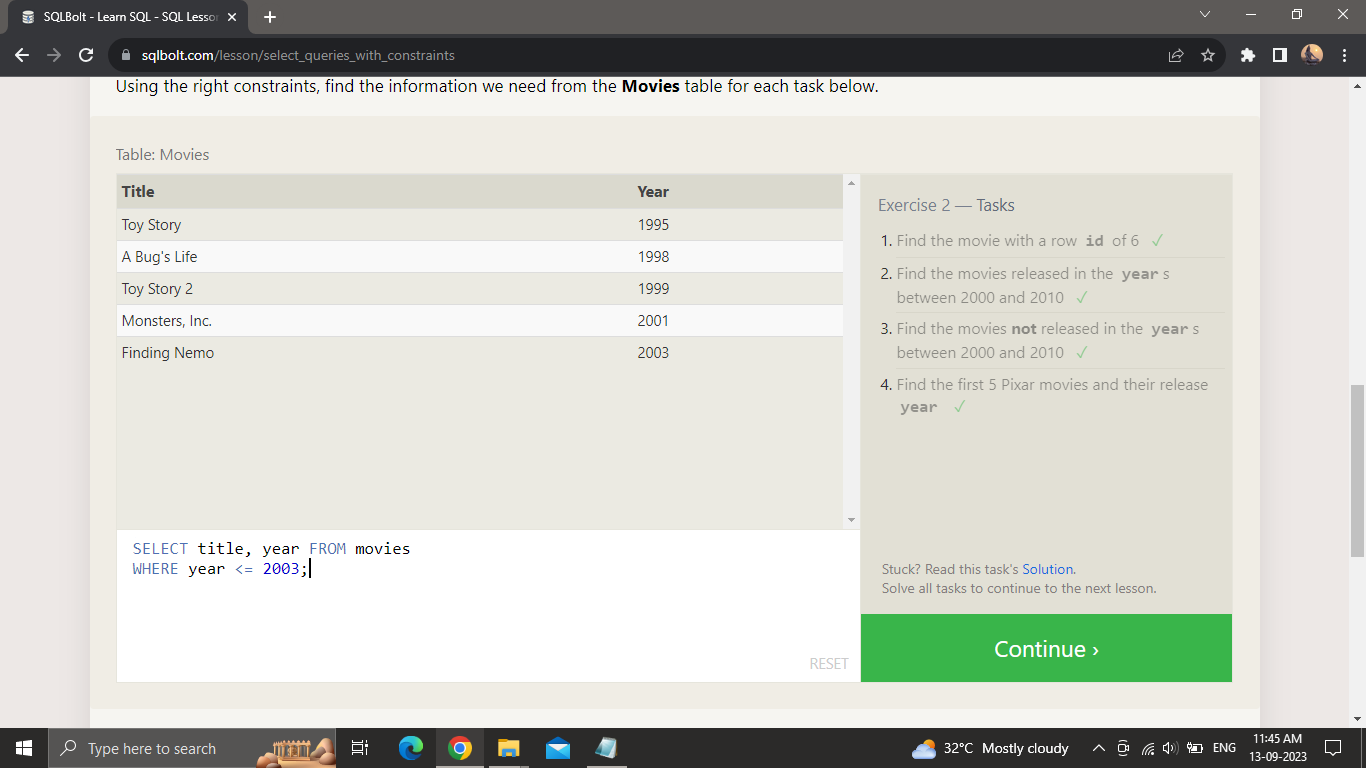 SQLBolt - Learn SQL - SQL Lesson
sqlbolt.com/lesson/select_queries_with_constraints
Using the right constraints, find the information we need from the Movies table for each task below.
Table: Movies
Title Year
Toy Story 1995
A Bug's Life 1998
Toy Story 2 1999
Monsters, Inc. 2001
Finding Nemo 2003
Exercise 2 — Tasks
1. Find the movie with a row id of 6 ✓
2. Find the movies released in the year s
between 2000 and 2010 ✓
3. Find the movies not released in the year s
between 2000 and 2010 ✓
4. Find the first 5 Pixar movies and their release
year ✓
SELECT title, year FROM movies
WHERE year <= 2003;
RESET
Stuck? Read this task's Solution.
Solve all tasks to continue to the next lesson.
Continue ›
Type here to search
32°C Mostly cloudy
ENG
11:45 AM
13-09-2023